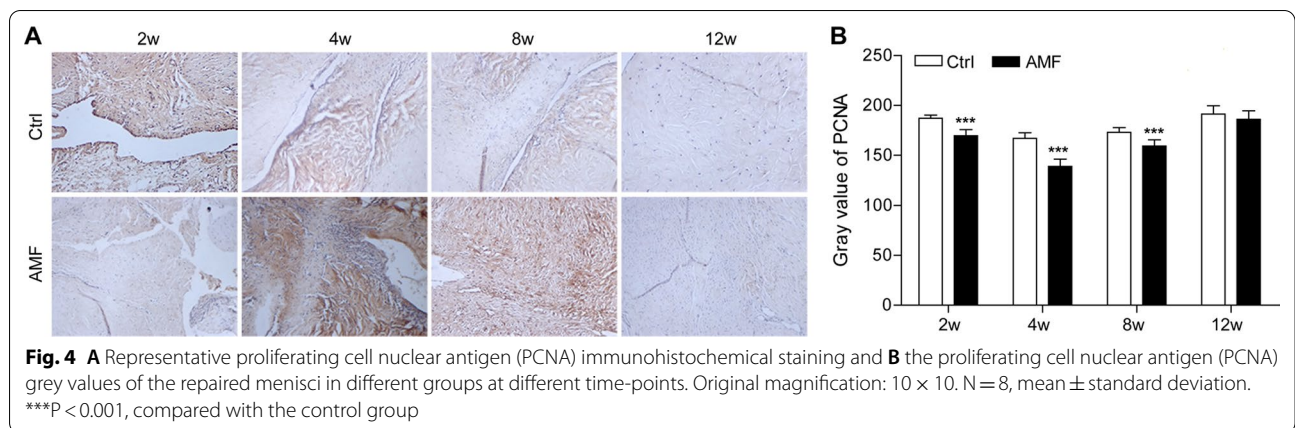 A
2w 4w 8w 12w
Ctrl
AMF
B
Ctrl AMF
Gray value of PCNA
250
200
150
100
50
0
*** *** ***
2w 4w 8w 12w
Fig. 4 A Representative proliferating cell nuclear antigen (PCNA) immunohistochemical staining and B the proliferating cell nuclear antigen (PCNA)
grey values of the repaired menisci in different groups at different time-points. Original magnification: 10 × 10. N = 8, mean ± standard deviation.
***P < 0.001, compared with the control group